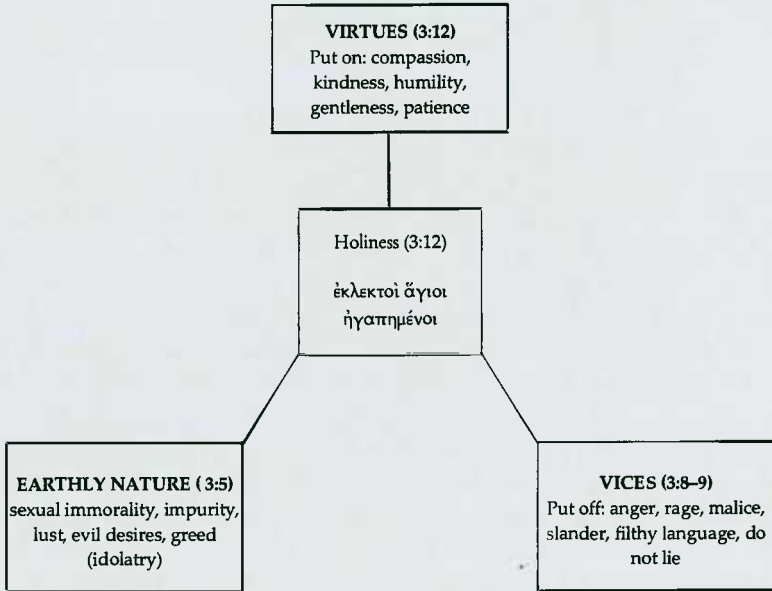 VIRTUES (3:12)
Put on: compassion,
kindness, humility,
gentleness, patience
Holiness (3:12)
ἐκλεκτοὶ ἅγιοι
ἠγαπημένοι
EARTHLY NATURE ( 3:5)
sexual immorality, impurity,
lust, evil desires, greed
(idolatry)
VICES (3:8–9)
Put off: anger, rage, malice,
slander, filthy language, do
not lie